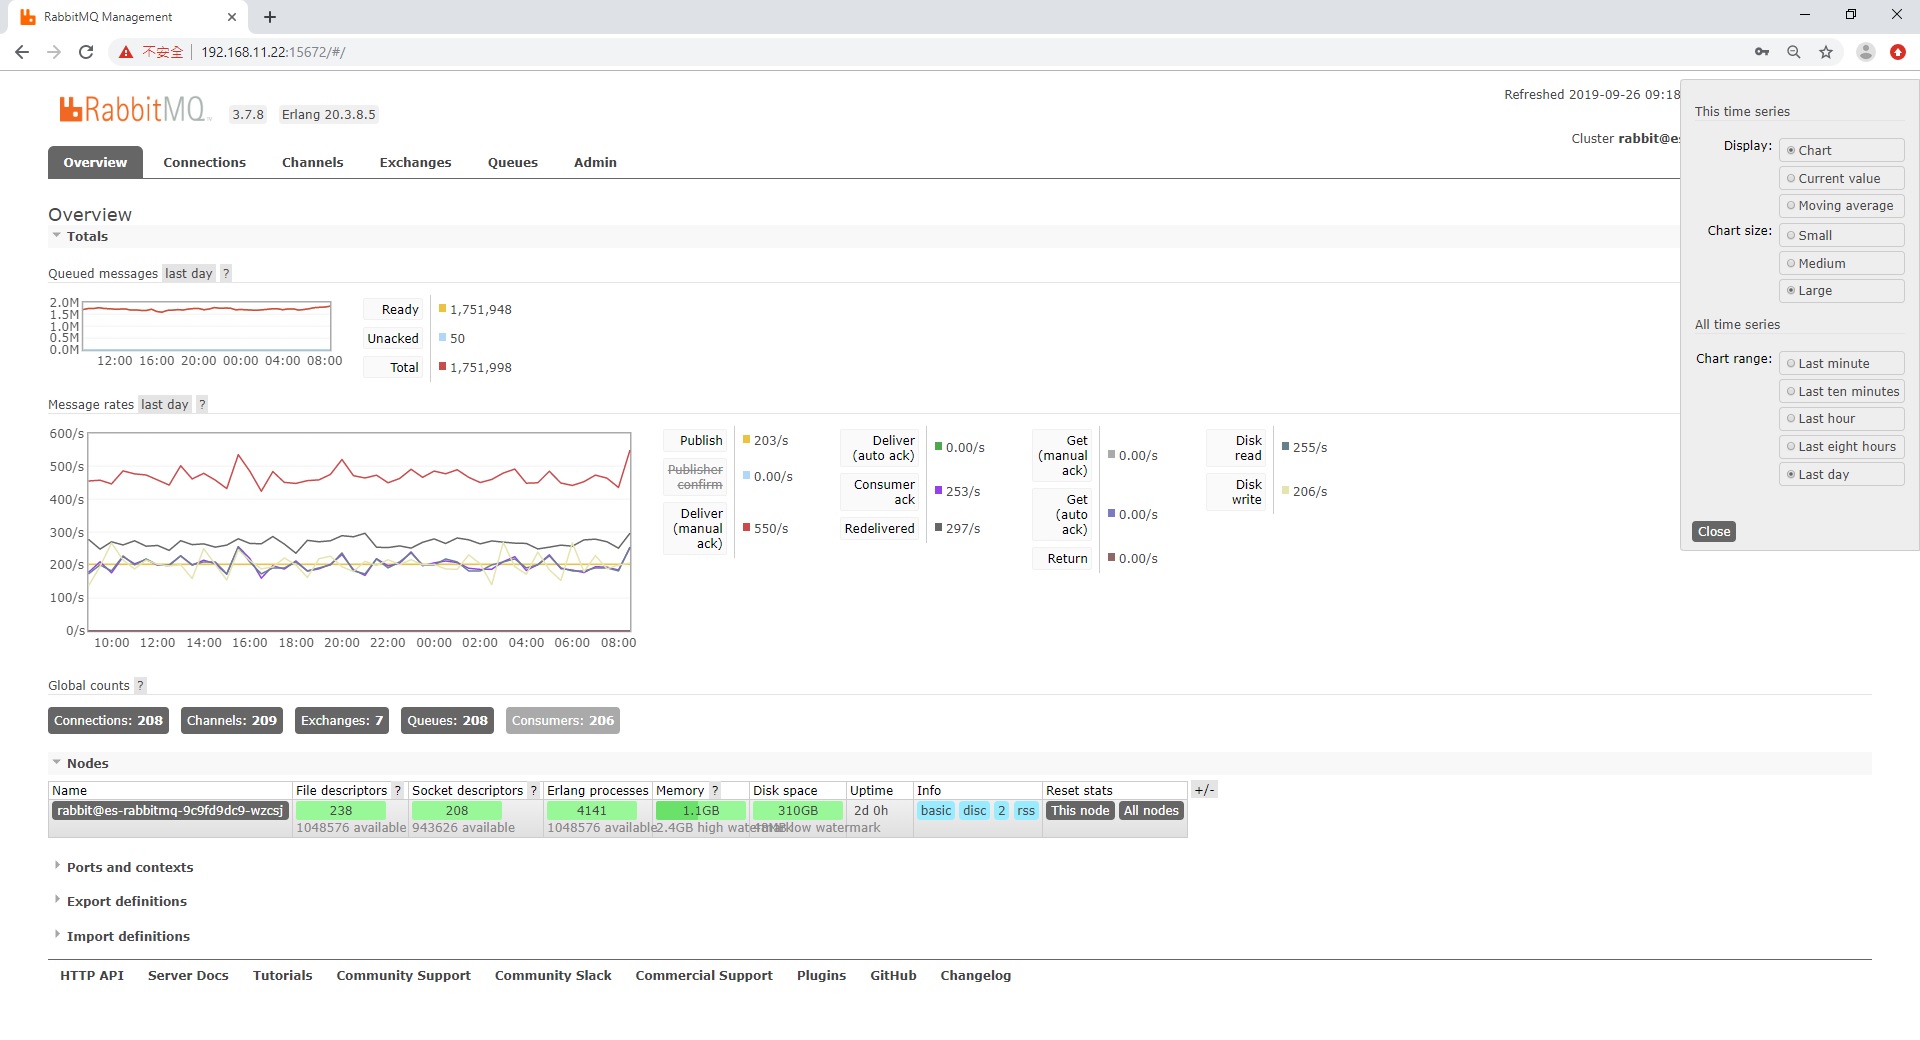 RabbitMQ Management
不安全 192.168.11.22:15672/#/
RabbitMQ 3.7.8 Erlang 20.3.8.5
Refreshed 2019-09-26 09:18
Cluster rabbit@es
Overview Connections Channels Exchanges Queues Admin
Overview
Totals
Queued messages last day ?
2.0M
1.5M
1.0M
0.5M
0.0M
12:00 16:00 20:00 00:00 04:00 08:00
Ready 1,751,948
Unacked 50
Total 1,751,998
Message rates last day ?
600/s
500/s
400/s
300/s
200/s
100/s
0/s
10:00 12:00 14:00 16:00 18:00 20:00 22:00 00:00 02:00 04:00 06:00 08:00
Publish 203/s
Publisher
confirm 0.00/s
Deliver
(manual
ack) 550/s
Deliver
(auto ack) 0.00/s
Consumer
ack 253/s
Redelivered 297/s
Get
(manual
ack) 0.00/s
Get
(auto
ack) 0.00/s
Return 0.00/s
Disk
read 255/s
Disk
write 206/s
Global counts ?
Connections: 208 Channels: 209 Exchanges: 7 Queues: 208 Consumers: 206
Nodes
Name File descriptors ? Socket descriptors ? Erlang processes Memory ? Disk space Uptime Info Reset stats +/-
rabbit@es-rabbitmq-9c9fd9dc9-wzcsj 238 208 4141 1.1GB 310GB 2d 0h basic disc 2 rss This node All nodes
1048576 available 943626 available 1048576 available 2.4GB high watermark 48MB low watermark
Ports and contexts
Export definitions
Import definitions
HTTP API Server Docs Tutorials Community Support Community Slack Commercial Support Plugins GitHub Changelog
This time series
Display: Chart
Current value
Moving average
Chart size: Small
Medium
Large
All time series
Chart range: Last minute
Last ten minutes
Last hour
Last eight hours
Last day
Close